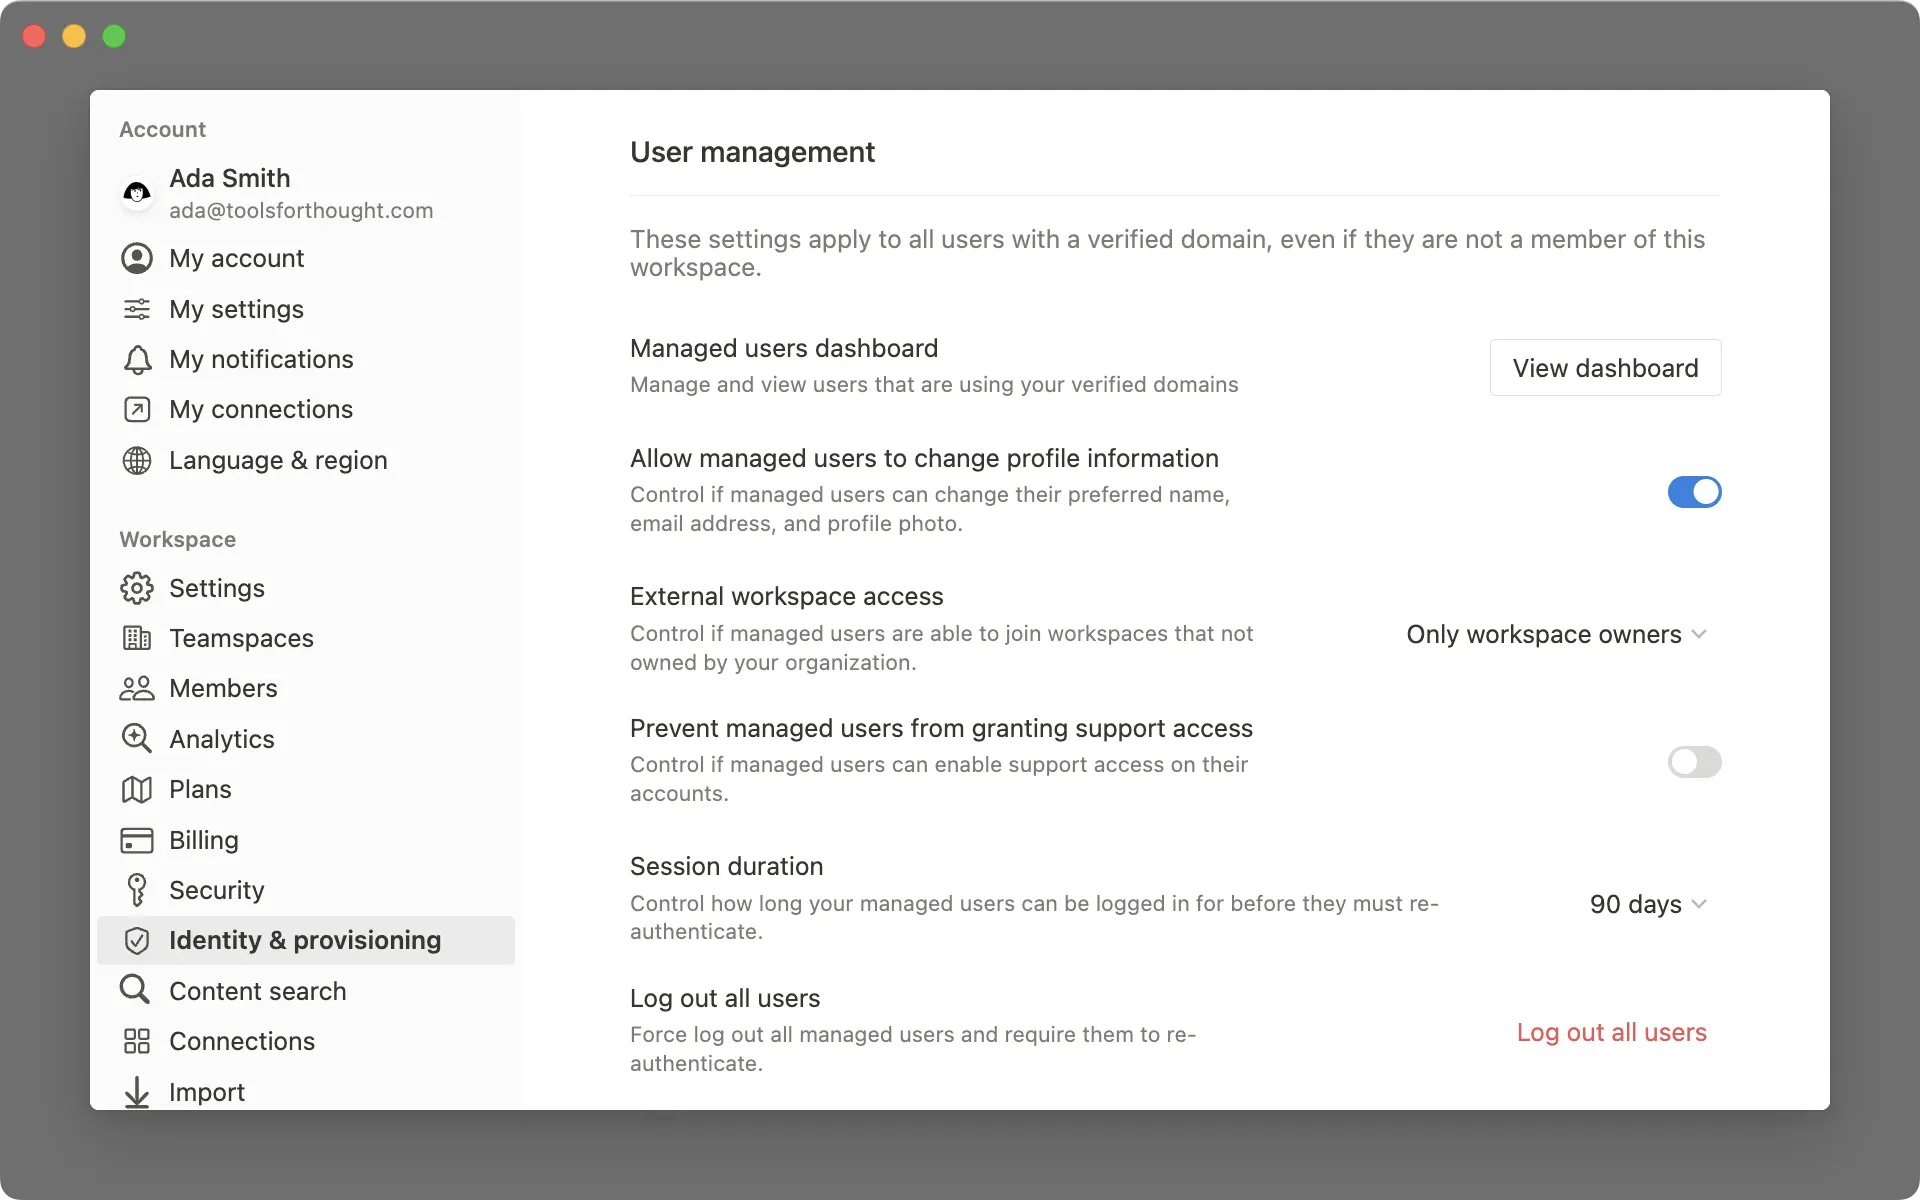 Account
Ada Smith
ada@toolsforthought.com
My account
My settings
My notifications
My connections
Language & region
Workspace
Settings
Teamspaces
Members
Analytics
Plans
Billing
Security
Identity & provisioning
Content search
Connections
Import
User management
These settings apply to all users with a verified domain, even if they are not a member of this
workspace.
Managed users dashboard
Manage and view users that are using your verified domains
View dashboard
Allow managed users to change profile information
Control if managed users can change their preferred name,
email address, and profile photo.
External workspace access
Control if managed users are able to join workspaces that not
owned by your organization.
Only workspace owners
Prevent managed users from granting support access
Control if managed users can enable support access on their
accounts.
Session duration
Control how long your managed users can be logged in for before they must re-
authenticate.
90 days
Log out all users
Force log out all managed users and require them to re-
authenticate.
Log out all users